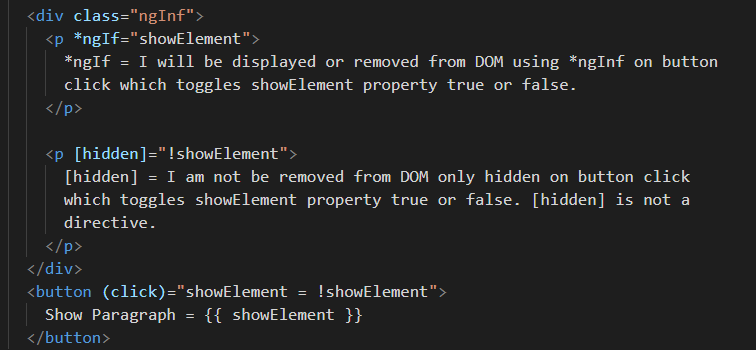 <div class="ngInf">
<p *ngIf="showElement">
*ngIf = I will be displayed or removed from DOM using *ngInf on button
click which toggles showElement property true or false.
</p>
<p [hidden]="!showElement">
[hidden] = I am not be removed from DOM only hidden on button click
which toggles showElement property true or false. [hidden] is not a
directive.
</p>
</div>
<button (click)="showElement = !showElement">
Show Paragraph = {{ showElement }}
</button>